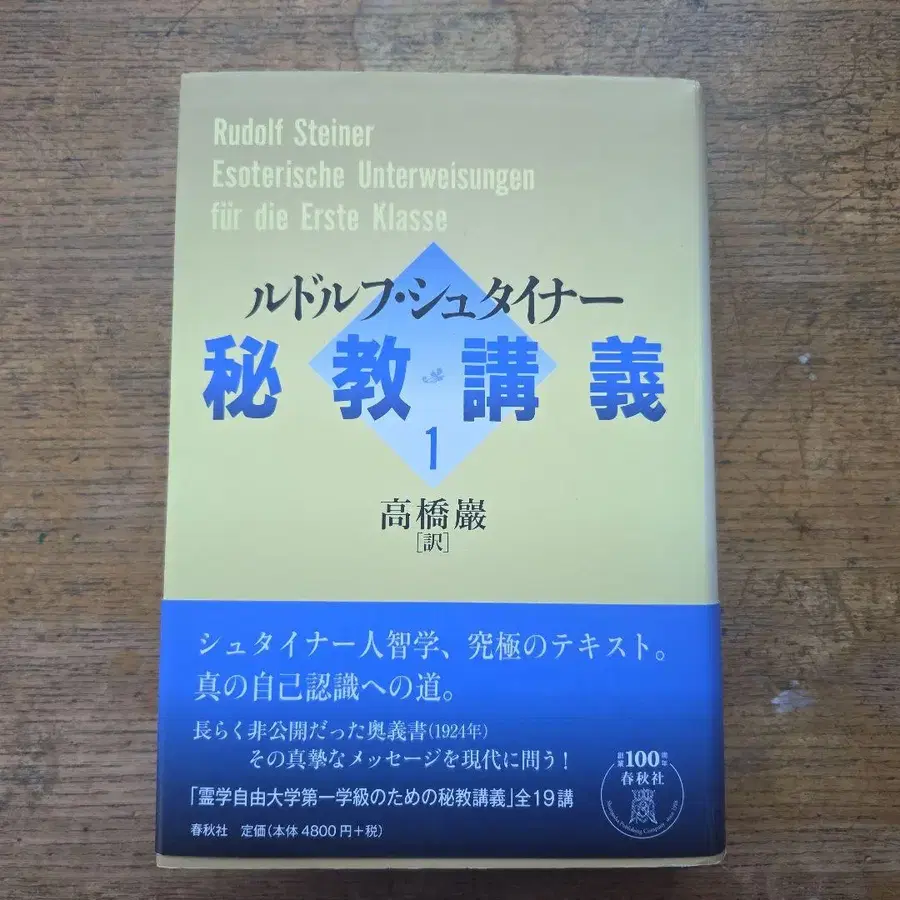 Rudolf Steiner
Esoterische Unterweisungen
für die Erste Klasse
ルドルフ・シュタイナー
秘教講義
1
高橋巖
[訳]
シュタイナー人智学、究極のテキスト。
真の自己認識への道。
長らく非公開だった奥義書(1924年)
その真摯なメッセージを現代に問う!
「霊学自由大学第一学級のための秘教講義」全19講
春秋社 定価(本体4800円+税)
創業100周年
春秋社
Shunjusha Publishing Company